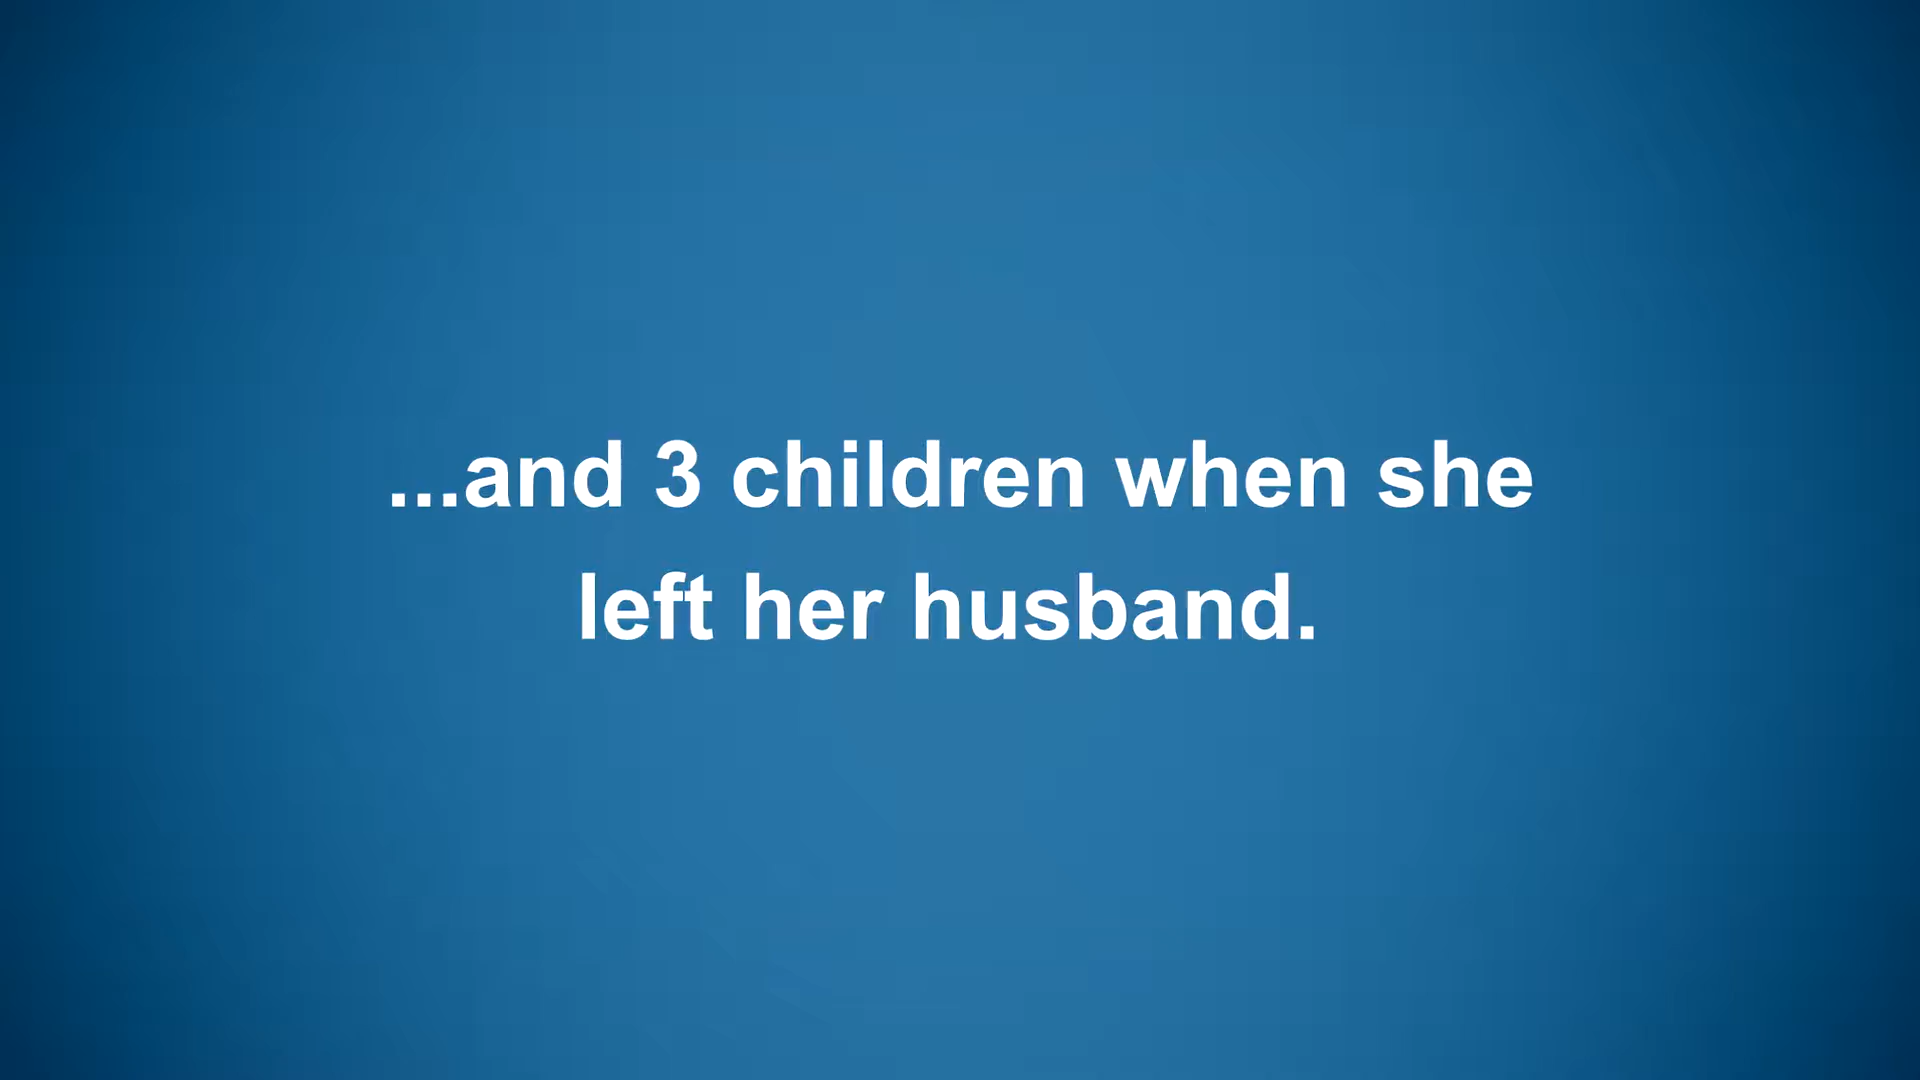 ...and 3 children when she
left her husband.